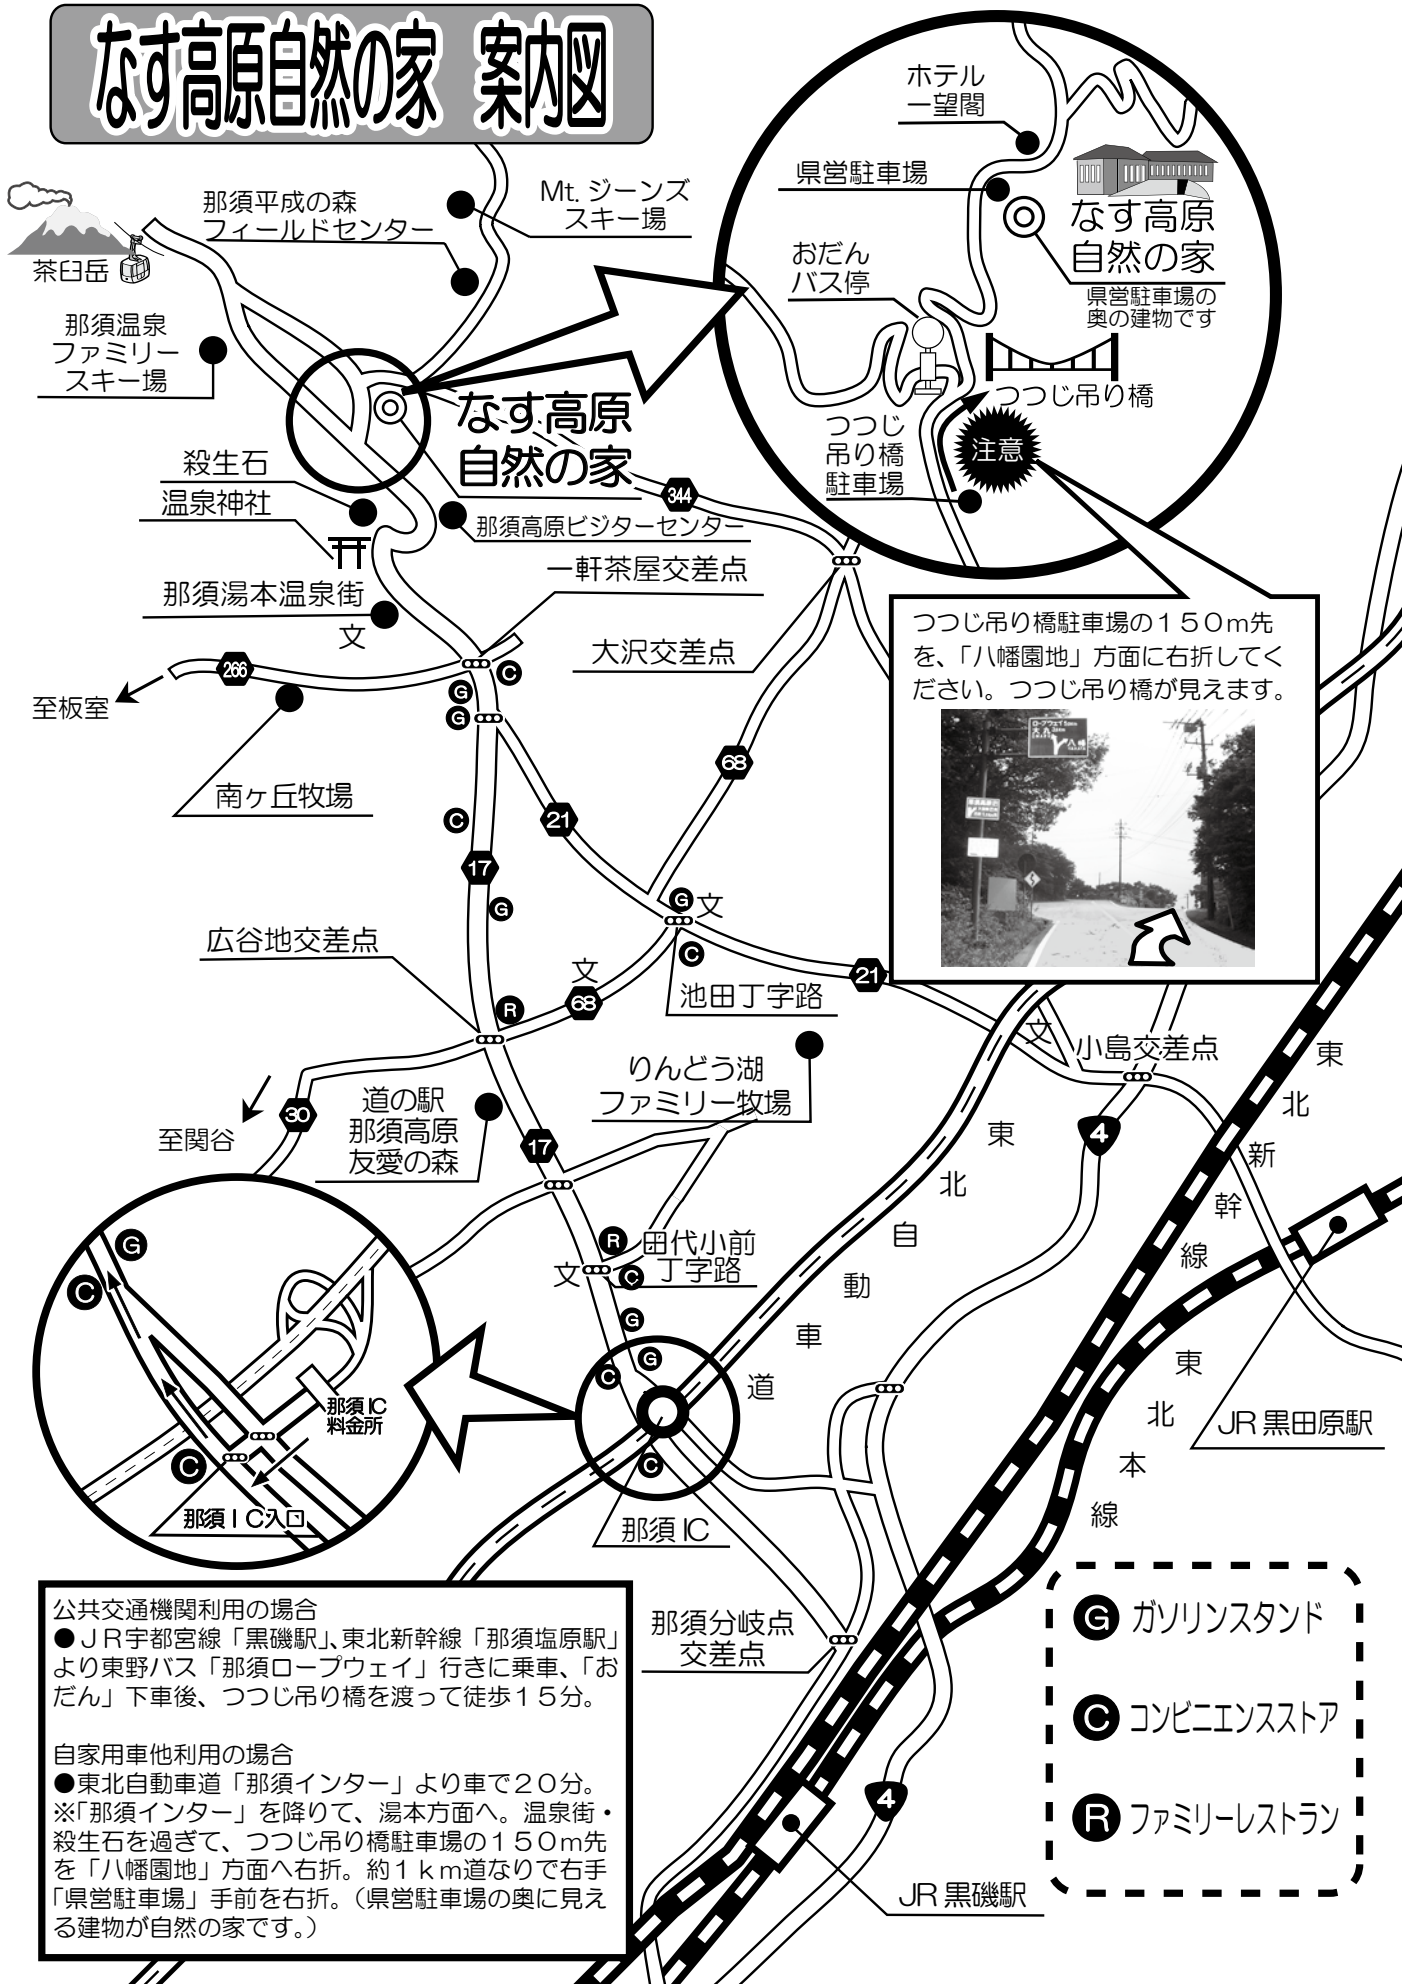 なす高原自然の家　案内図
ホテル
一望閣
県営駐車場
なす高原
自然の家
県営駐車場の
奥の建物です
おだん
バス停
つつじ吊り橋
つつじ
吊り橋
駐車場
注意
那須平成の森
フィールドセンター
Mt. ジーンズ
スキー場
茶臼岳
那須温泉
ファミリー
スキー場
なす高原
自然の家
殺生石
温泉神社
344
那須高原ビジターセンター
一軒茶屋交差点
那須湯本温泉街
文
大沢交差点
266
至板室
C
G
G
南ヶ丘牧場
68
C
21
17
G
つつじ吊り橋駐車場の１５０ｍ先
を、「八幡園地」方面に右折してく
ださい。つつじ吊り橋が見えます。
ロープウェイ
大丸
八幡
広谷地交差点
G
文
C
文
68
池田丁字路
21
R
文
小島交差点
りんどう湖
ファミリー牧場
道の駅
那須高原
友愛の森
30
至関谷
17
4
東北新幹線
東北自動車道
R
田代小前
丁字路
文
C
G
G
C
C
那須IC
G
C
C
那須IC
料金所
那須ＩＣ入口
東北本線
JR 黒田原駅
那須分岐点
交差点
4
JR 黒磯駅
G ガソリンスタンド
C コンビニエンスストア
R ファミリーレストラン
公共交通機関利用の場合
●ＪＲ宇都宮線「黒磯駅」、東北新幹線「那須塩原駅」
より東野バス「那須ロープウェイ」行きに乗車、「お
だん」下車後、つつじ吊り橋を渡って徒歩１５分。
自家用車他利用の場合
●東北自動車道「那須インター」より車で２０分。
※「那須インター」を降りて、湯本方面へ。温泉街・
殺生石を過ぎて、つつじ吊り橋駐車場の１５０ｍ先
を「八幡園地」方面へ右折。約１ｋｍ道なりで右手
「県営駐車場」手前を右折。（県営駐車場の奥に見え
る建物が自然の家です。）